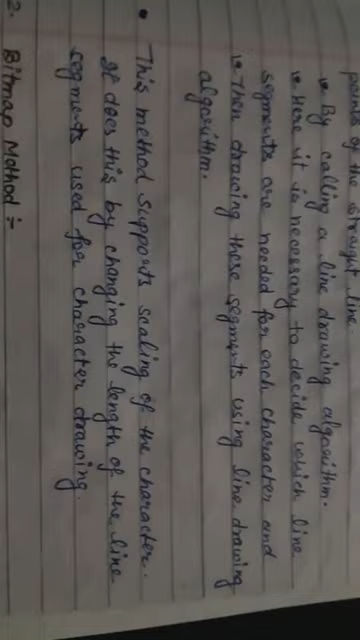 points of the straight line.
→ By calling a line drawing algorithm.
→ Here it is necessary to decide which line
segments are needed for each character and
→ Then drawing these segments using line drawing
algorithm.
• This method supports scaling of the character.
It does this by changing the length of the line
segments used for character drawing.
2. Bitmap Method :-